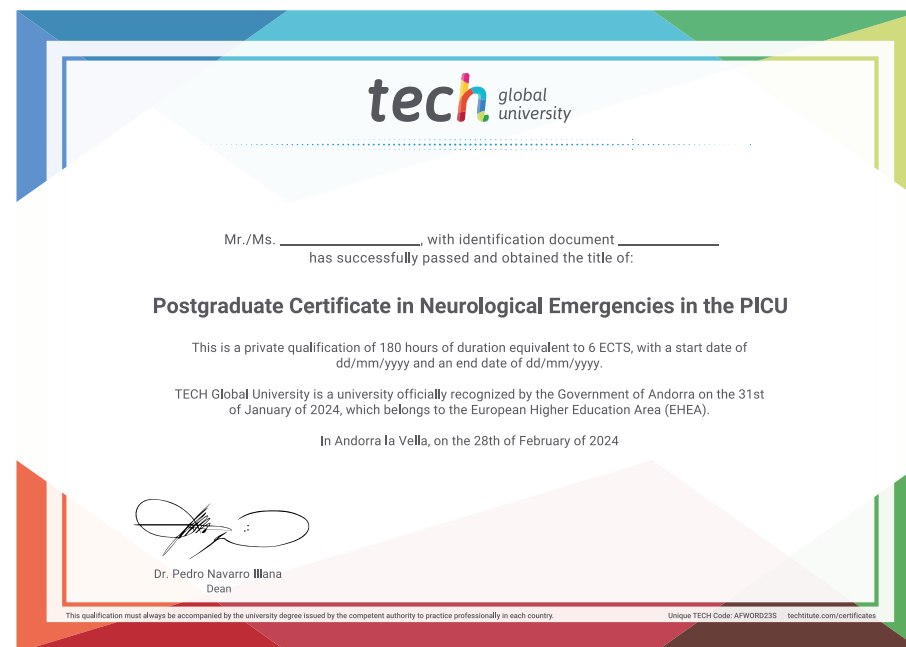 tech global university
Mr./Ms. ____________________, with identification document ______________
has successfully passed and obtained the title of:
Postgraduate Certificate in Neurological Emergencies in the PICU
This is a private qualification of 180 hours of duration equivalent to 6 ECTS, with a start date of
dd/mm/yyyy and an end date of dd/mm/yyyy.
TECH Global University is a university officially recognized by the Government of Andorra on the 31st
of January of 2024, which belongs to the European Higher Education Area (EHEA).
In Andorra la Vella, on the 28th of February of 2024
Dr. Pedro Navarro Illana
Dean
This qualification must always be accompanied by the university degree issued by the competent authority to practice professionally in each country.
Unique TECH Code: AFWORD23S techtitute.com/certificates